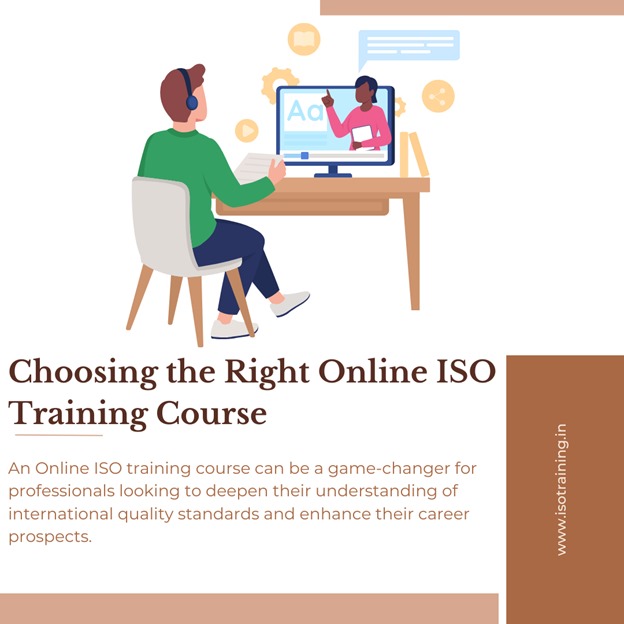 Aa
Choosing the Right Online ISO
Training Course
An Online ISO training course can be a game-changer for
professionals looking to deepen their understanding of
international quality standards and enhance their career
prospects.
www.isotraining.in